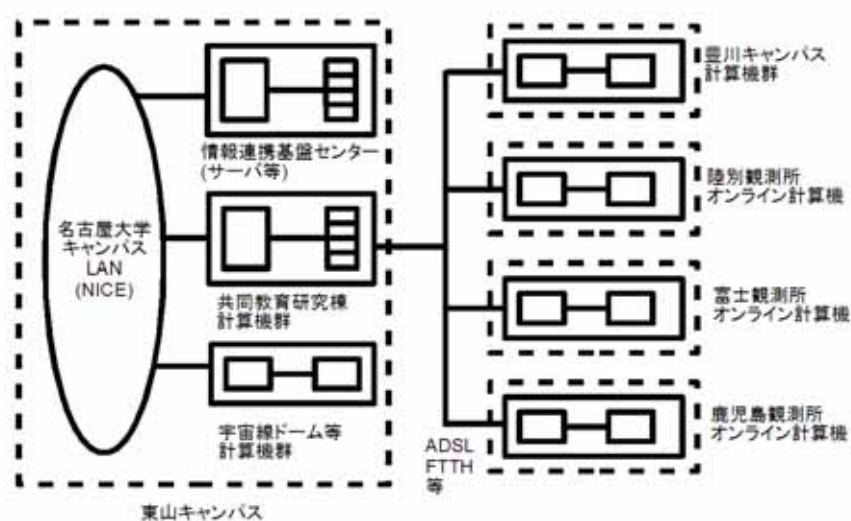 名古屋大学
キャンパス
LAN
(NICE)
情報連携基盤センター
(サーバ等)
共同教育研究棟
計算機群
宇宙線ドーム等
計算機群
東山キャンパス
ADSL
FTTH
等
豊川キャンパス
計算機群
陸別観測所
オンライン計算機
富士観測所
オンライン計算機
鹿児島観測所
オンライン計算機